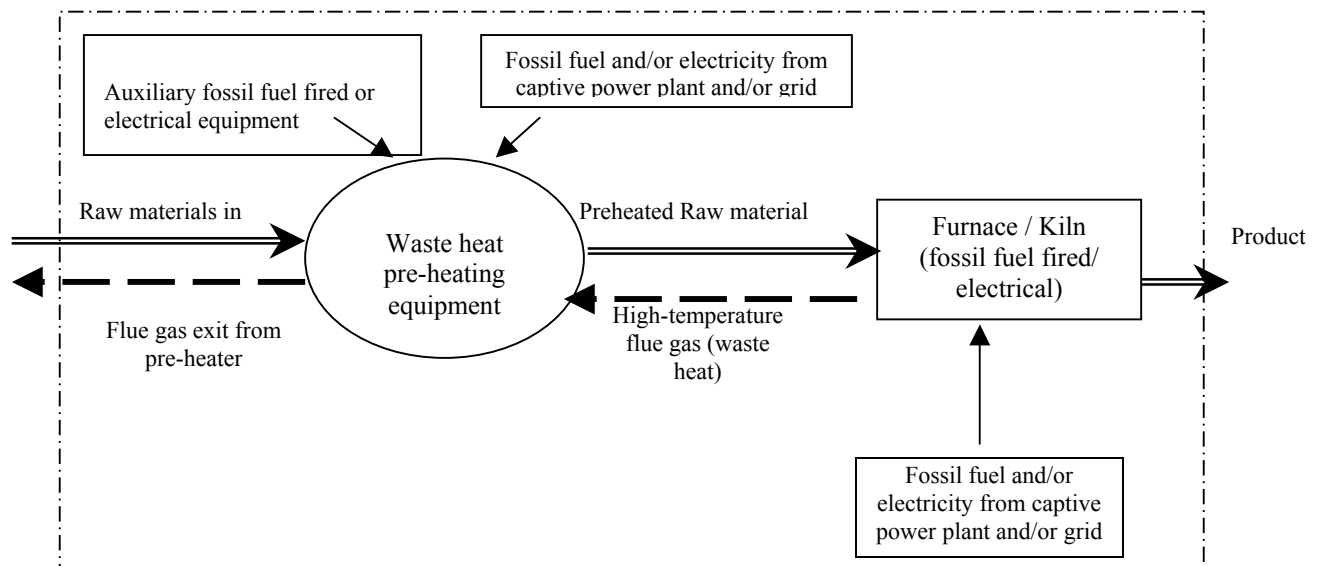 Auxiliary fossil fuel fired or
electrical equipment
Fossil fuel and/or electricity from
captive power plant and/or grid
Raw materials in
Flue gas exit from
pre-heater
Waste heat
pre-heating
equipment
Preheated Raw material
High-temperature
flue gas (waste
heat)
Furnace / Kiln
(fossil fuel fired/
electrical)
Product
Fossil fuel and/or
electricity from captive
power plant and/or grid